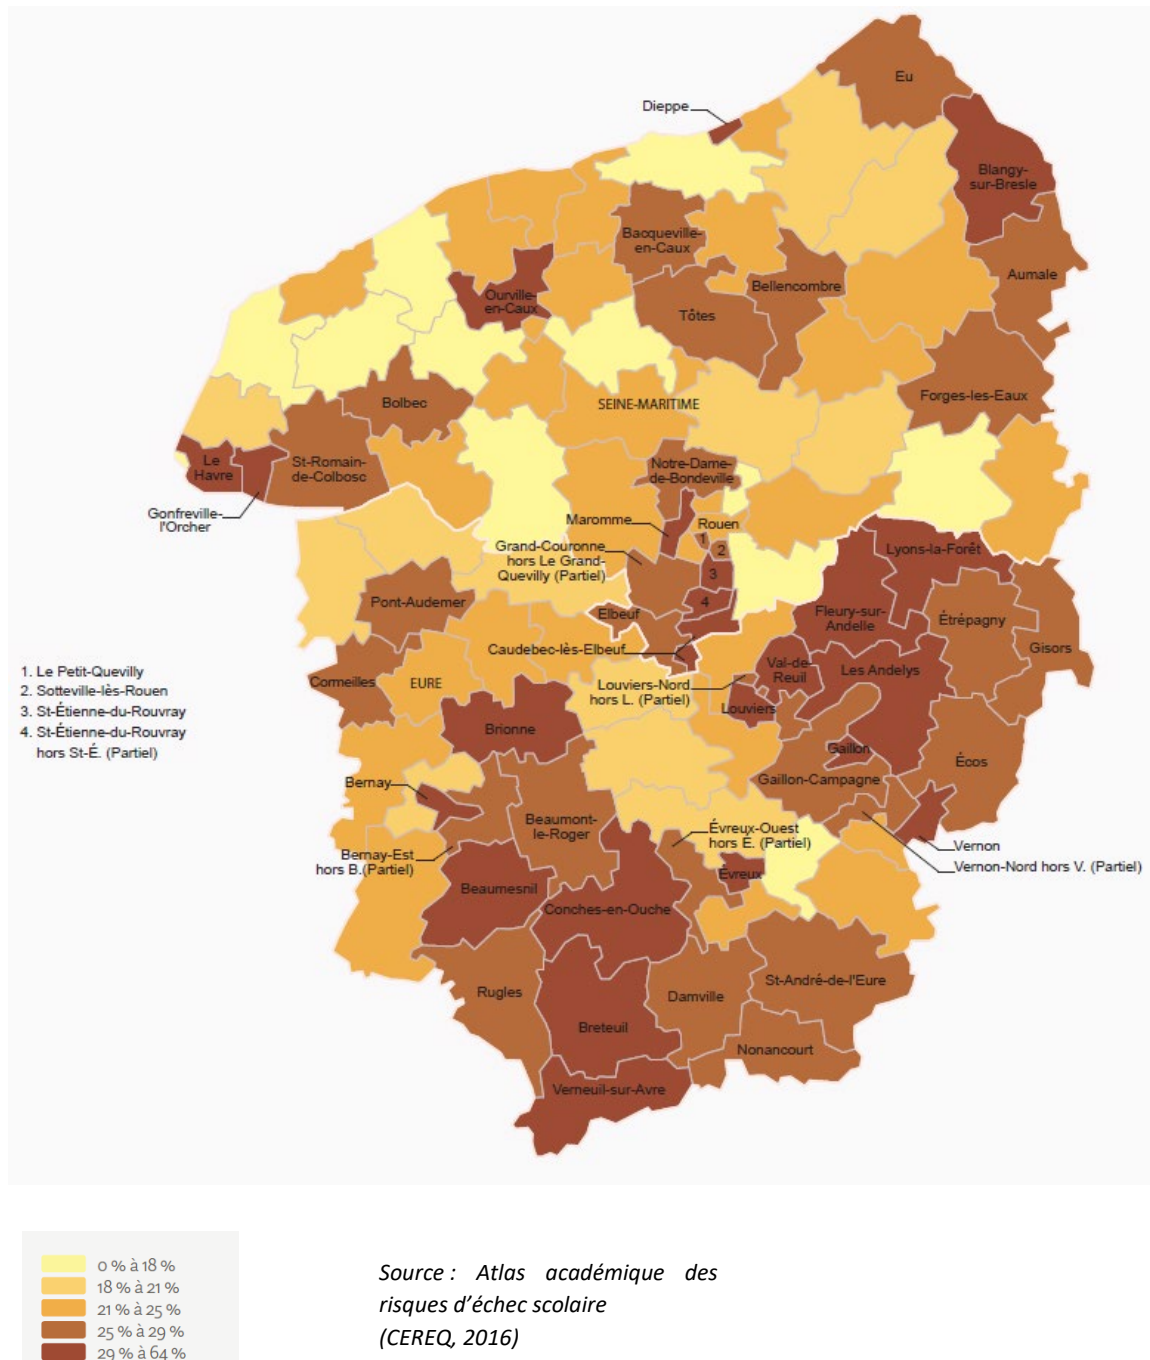 Eu
Dieppe
Blangy-
sur-Bresle
Bacqueville-
en-Caux
Aumale
Bellencombre
Ourville-
en-Caux
Tôtes
Forges-les-Eaux
Bolbec
SEINE-MARITIME
Le
Havre
St-Romain-
de-Colbosc
Notre-Dame-
de-Bondeville
Gonfreville-
l'Orcher
Maromme
Rouen
1
2
3
4
Grand-Couronne
hors Le Grand-
Quevilly (Partiel)
Lyons-la-Forêt
Pont-Audemer
Elbeuf
Fleury-sur-
Andelle
Étrépagny
Gisors
Caudebec-lès-Elbeuf
1. Le Petit-Quevilly
2. Sotteville-lès-Rouen
3. St-Étienne-du-Rouvray
4. St-Étienne-du-Rouvray
hors St-É. (Partiel)
Cormeilles
EURE
Louviers-Nord
hors L. (Partiel)
Val-de-
Reuil
Les Andelys
Louviers
Brionne
Gaillon
Écos
Bernay
Gaillon-Campagne
Beaumont-
le-Roger
Évreux-Ouest
hors É. (Partiel)
Vernon
Bernay-Est
hors B.(Partiel)
Vernon-Nord hors V. (Partiel)
Évreux
Beaumesnil
Conches-en-Ouche
St-André-de-l'Eure
Rugles
Damville
Breteuil
Nonancourt
Verneuil-sur-Avre
0 % à 18 %
18 % à 21 %
21 % à 25 %
25 % à 29 %
29 % à 64 %
Source : Atlas académique des
risques d’échec scolaire
(CEREQ, 2016)